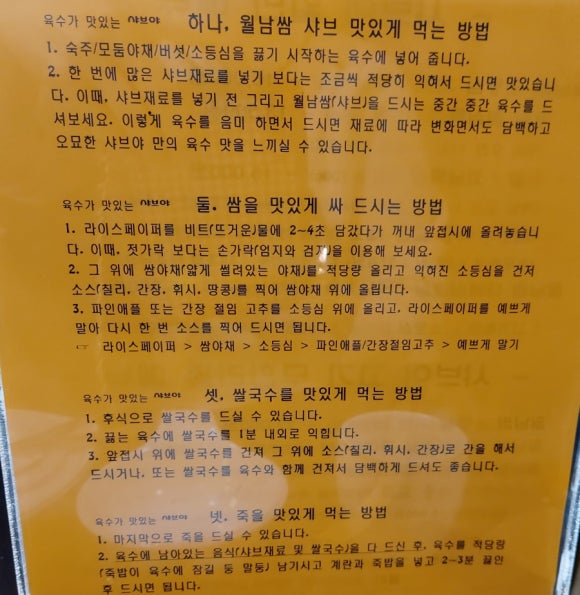 육수가 맛있는 샤브야 하나, 월남쌈 샤브 맛있게 먹는 방법
1. 숙주/모둠야채/버섯/소등심을 끓기 시작하는 육수에 넣어 줍니다.
2. 한 번에 많은 샤브재료를 넣기 보다는 조금씩 적당히 익혀서 드시면 맛있습니
다. 이때, 샤브재료를 넣기 전 그리고 월남쌈(샤브)을 드시는 중간 중간 육수를 드
셔보세요. 이렇게 육수를 음미 하면서 드시면 재료에 따라 변화면서도 담백하고
오묘한 샤브야 만의 육수 맛을 느끼실 수 있습니다.
육수가 맛있는 샤브야 둘, 쌈을 맛있게 싸 드시는 방법
1. 라이스페이퍼를 비트(뜨거운)물에 2~4초 담갔다가 꺼내 앞접시에 올려놓습니
다. 이때, 젓가락 보다는 손가락(엄지와 검지)을 이용해 보세요.
2. 그 위에 쌈야채(얇게 썰려있는 야채)를 적당량 올리고 익혀진 소등심을 건져
소스(칠리, 간장, 휘시, 땅콩)를 찍어 쌈야채 위에 올립니다.
3. 파인애플 또는 간장 절임 고추를 소등심 위에 올리고, 라이스페이퍼를 예쁘게
말아 다시 한 번 소스를 찍어 드시면 됩니다.
☞ 라이스페이퍼 > 쌈야채 > 소등심 > 파인애플/간장절임고추 > 예쁘게 말기
육수가 맛있는 샤브야 셋, 쌀국수를 맛있게 먹는 방법
1. 후식으로 쌀국수를 드실 수 있습니다.
2. 끓는 육수에 쌀국수를 1분 내외로 익힙니다.
3. 앞접시 위에 쌀국수를 건져 그 위에 소스(칠리, 휘시, 간장)로 간을 해서
드시거나, 또는 쌀국수를 육수와 함께 건져서 담백하게 드셔도 좋습니다.
육수가 맛있는 샤브야 넷, 죽을 맛있게 먹는 방법
1. 마지막으로 죽을 드실 수 있습니다.
2. 육수에 남아있는 음식(샤브재료 및 쌀국수)을 다 드신 후, 육수를 적당량
(죽밥이 육수에 잠길 둥 말둥) 남기시고 계란과 죽밥을 넣고 2~3분 끓인
후 드시면 됩니다.